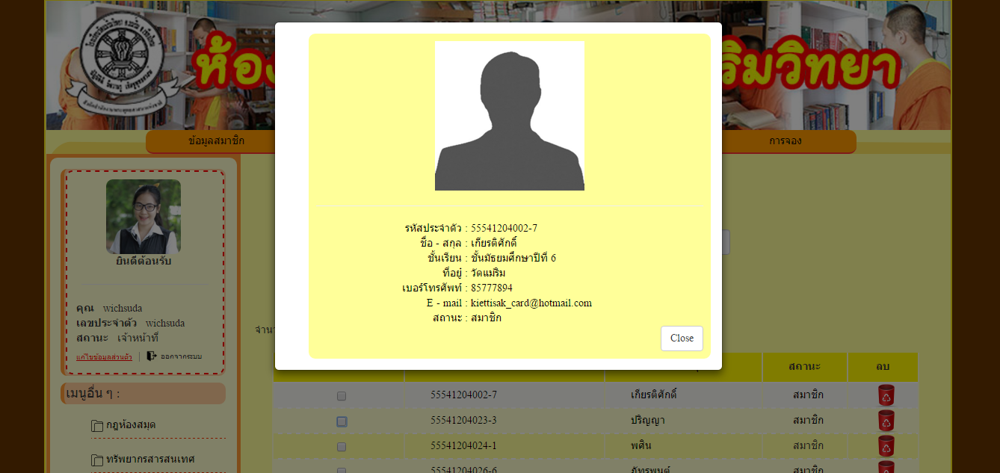 ห้อง
ริมวิทยา
ข้อมูลสมาชิก
การจอง
ยินดีต้อนรับ
คุณ wichsuda
เลขประจำตัว wichsuda
สถานะ เจ้าหน้าที่
แก้ไขข้อมูลส่วนตัว | ออกจากระบบ
เมนูอื่น ๆ :
กฎห้องสมุด
ทรัพยากรสารสนเทศ
รหัสประจำตัว : 55541204002-7
ชื่อ - สกุล : เกียรติศักดิ์
ชั้นเรียน : ชั้นมัธยมศึกษาปีที่ 6
ที่อยู่ : วัดแม่ริม
เบอร์โทรศัพท์ : 85777894
E - mail : kiettisak_card@hotmail.com
สถานะ : สมาชิก
Close
สถานะ ลบ
55541204002-7 เกียรติศักดิ์ สมาชิก
55541204023-3 ปริญญา สมาชิก
55541204024-1 พศิน สมาชิก
55541204026-6 ภัทรพนต์ สมาชิก